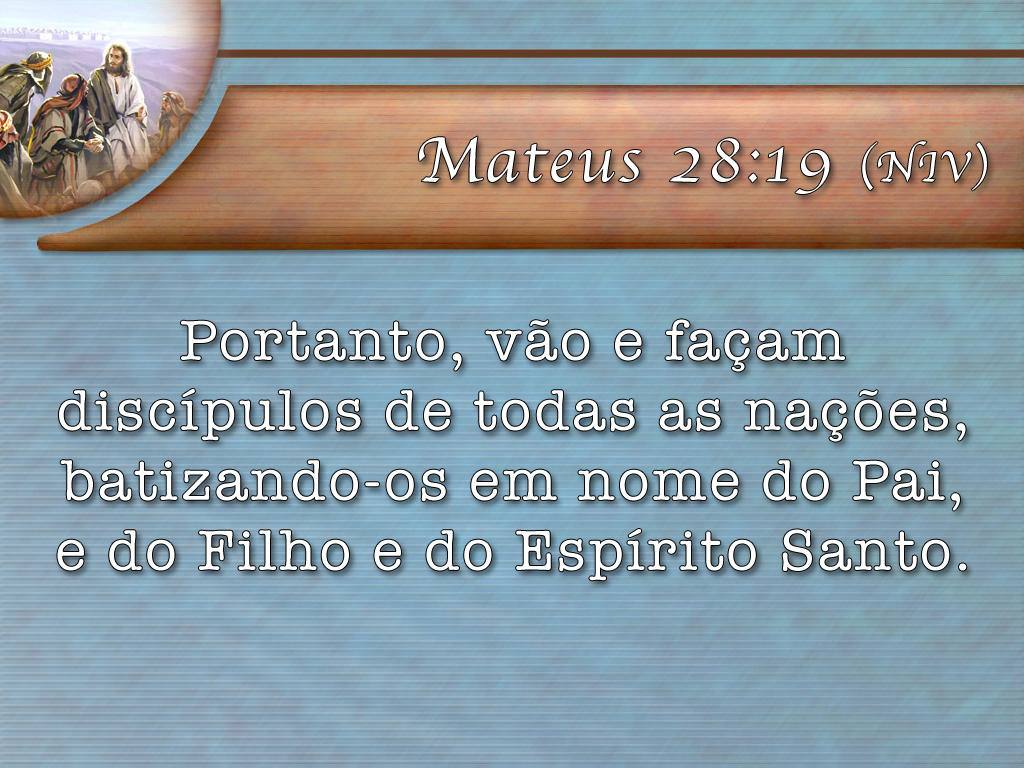 Mateus 28:19 (NIV)
Portanto, vão e façam
discípulos de todas as nações,
batizando-os em nome do Pai,
e do Filho e do Espírito Santo.